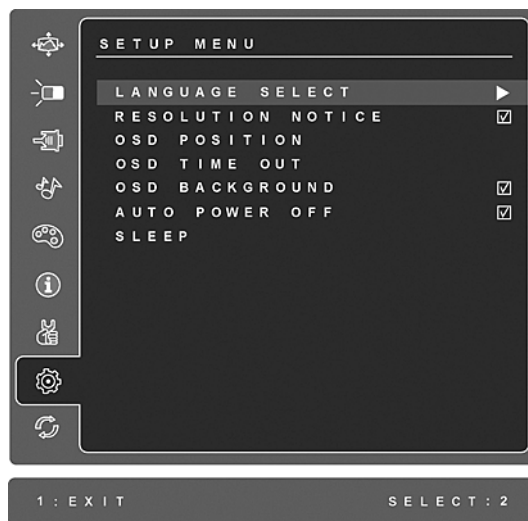 SETUP MENU
LANGUAGE SELECT
RESOLUTION NOTICE
OSD POSITION
OSD TIME OUT
OSD BACKGROUND
AUTO POWER OFF
SLEEP
1:EXIT SELECT:2